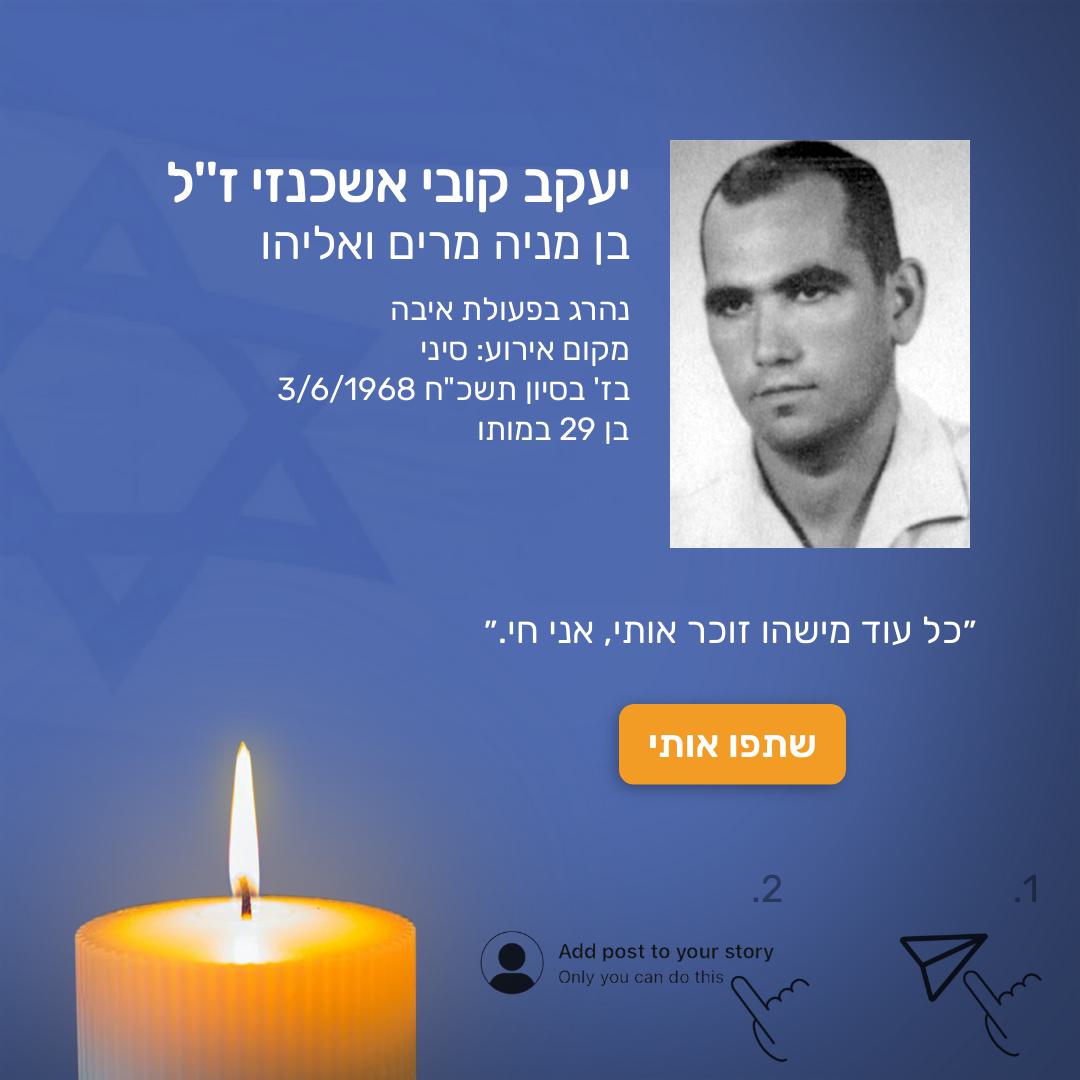 יעקב קובי אשכנזי ז"ל
בן מניה מרים ואליהו
נהרג בפעולת איבה
מקום אירוע: סיני
בז' בסיון תשכ"ח 3/6/1968
בן 29 במותו
״כל עוד מישהו זוכר אותי, אני חי.״
שתפו אותי
1.
2.
Add post to your story
Only you can do this